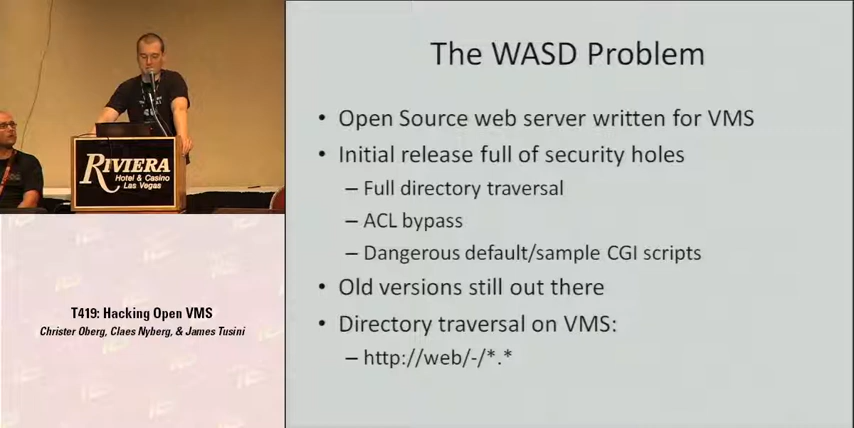 RIVIERA
Hotel & Casino
Las Vegas
T419: Hacking Open VMS
Christer Oberg, Claes Nyberg, & James Tusini
The WASD Problem
• Open Source web server written for VMS
• Initial release full of security holes
– Full directory traversal
– ACL bypass
– Dangerous default/sample CGI scripts
• Old versions still out there
• Directory traversal on VMS:
– http://web/-/*.*